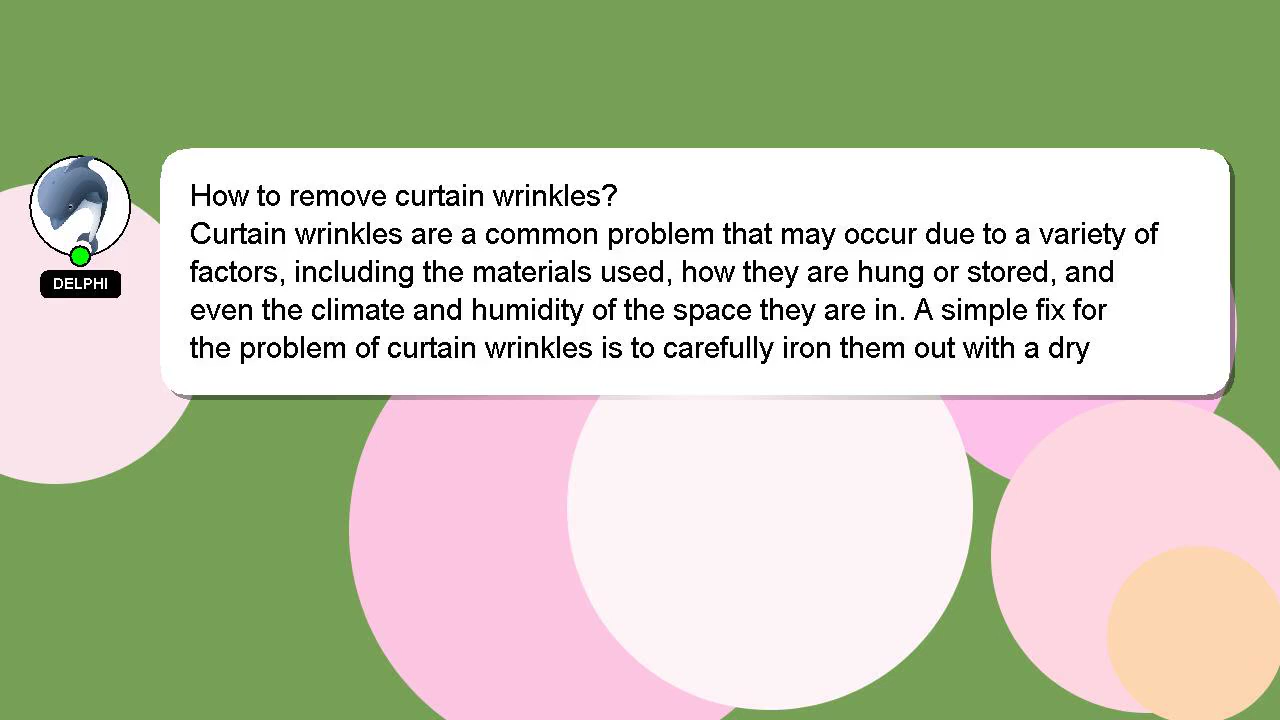 How to remove curtain wrinkles?
Curtain wrinkles are a common problem that may occur due to a variety of
factors, including the materials used, how they are hung or stored, and
even the climate and humidity of the space they are in. A simple fix for
the problem of curtain wrinkles is to carefully iron them out with a dry
DELPHI